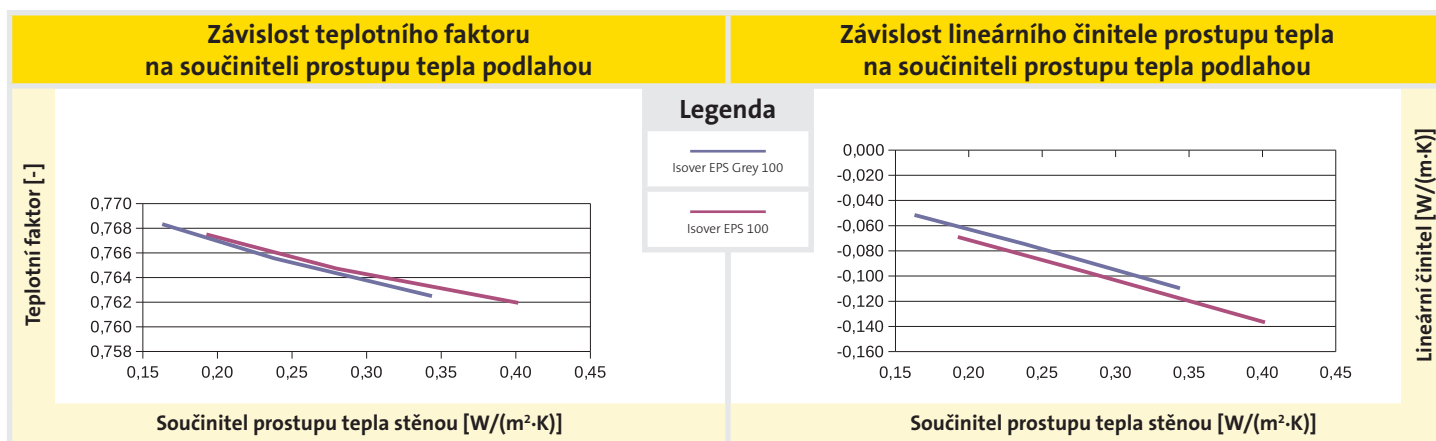 Závislost teplotního faktoru
na součiniteli prostupu tepla podlahou
Závislost lineárního činitele prostupu tepla
na součiniteli prostupu tepla podlahou
Teplotní faktor [-]
0,770
0,768
0,766
0,764
0,762
0,760
0,758
0,15 0,20 0,25 0,30 0,35 0,40 0,45
Součinitel prostupu tepla stěnou [W/(m²·K)]
Legenda
Isover EPS Grey 100
Isover EPS 100
0,000
-0,020
-0,040
-0,060
-0,080
-0,100
-0,120
-0,140
-0,160
0,15 0,20 0,25 0,30 0,35 0,40 0,45
Součinitel prostupu tepla stěnou [W/(m²·K)]
Lineární činitel [W/(m·K)]